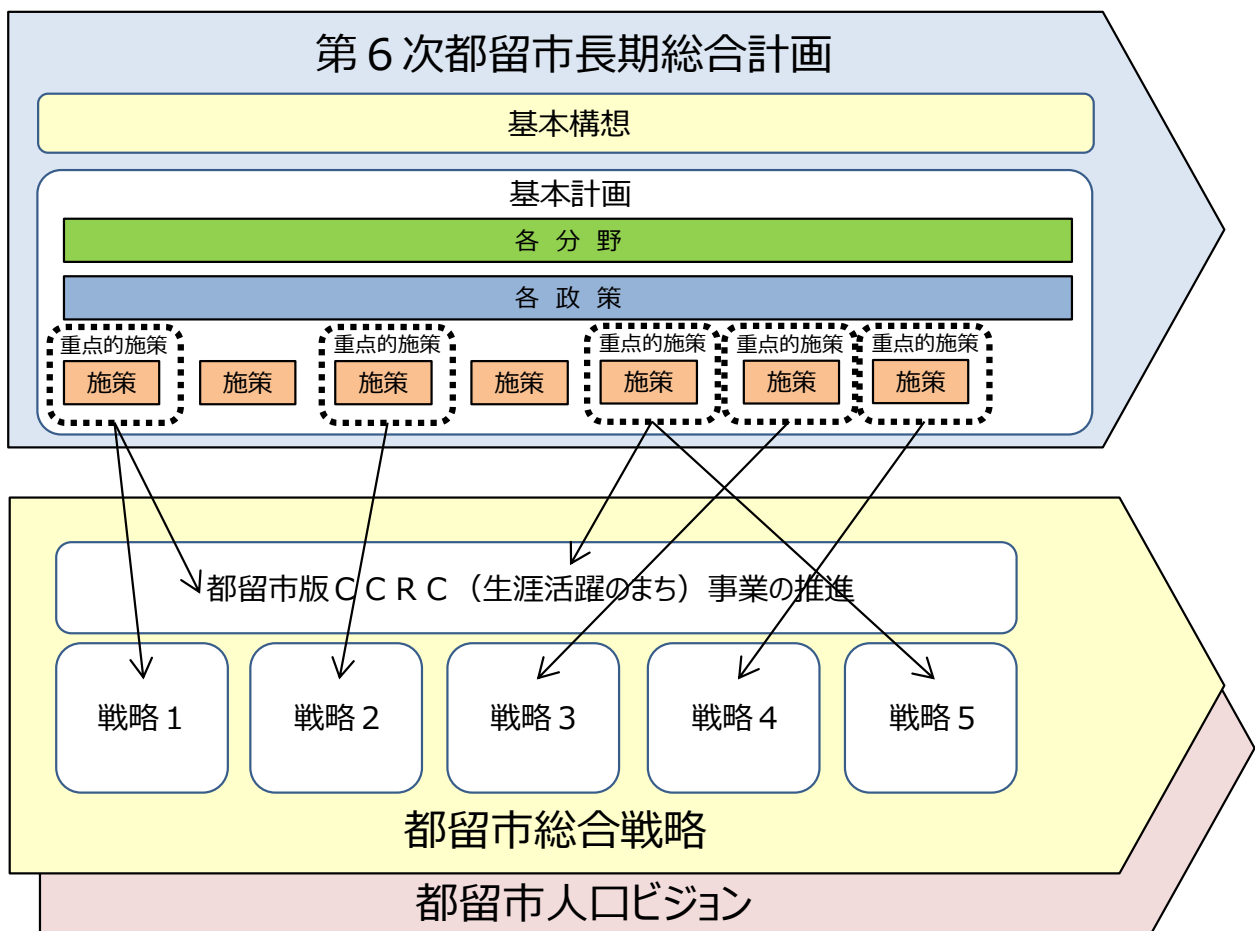 第６次都留市長期総合計画
基本構想
基本計画
各 分 野
各 政 策
重点的施策 重点的施策 重点的施策 重点的施策 重点的施策
施策 施策 施策 施策 施策 施策 施策
都留市版ＣＣＲＣ（生涯活躍のまち）事業の推進
戦略１ 戦略２ 戦略３ 戦略４ 戦略５
都留市総合戦略
都留市人口ビジョン